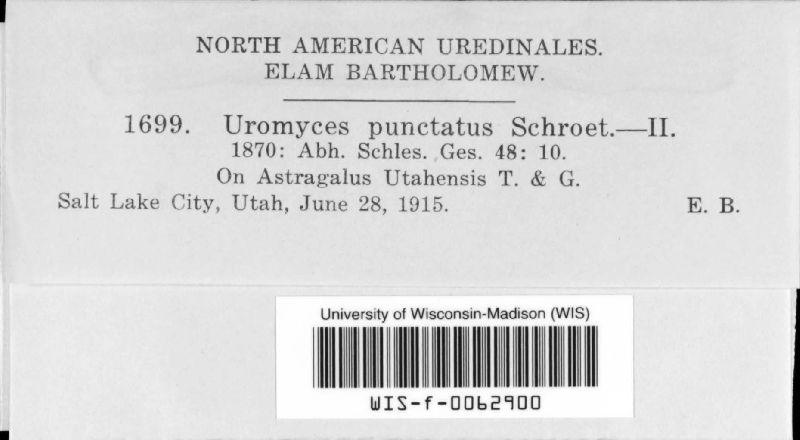 NORTH AMERICAN UREDINALES.
ELAM BARTHOLOMEW.
1699. Uromyces punctatus Schroet.—II.
1870: Abh. Schles. Ges. 48: 10.
On Astragalus Utahensis T. & G.
Salt Lake City, Utah, June 28, 1915. E. B.
University of Wisconsin-Madison (WIS)
WIS-f-0062900